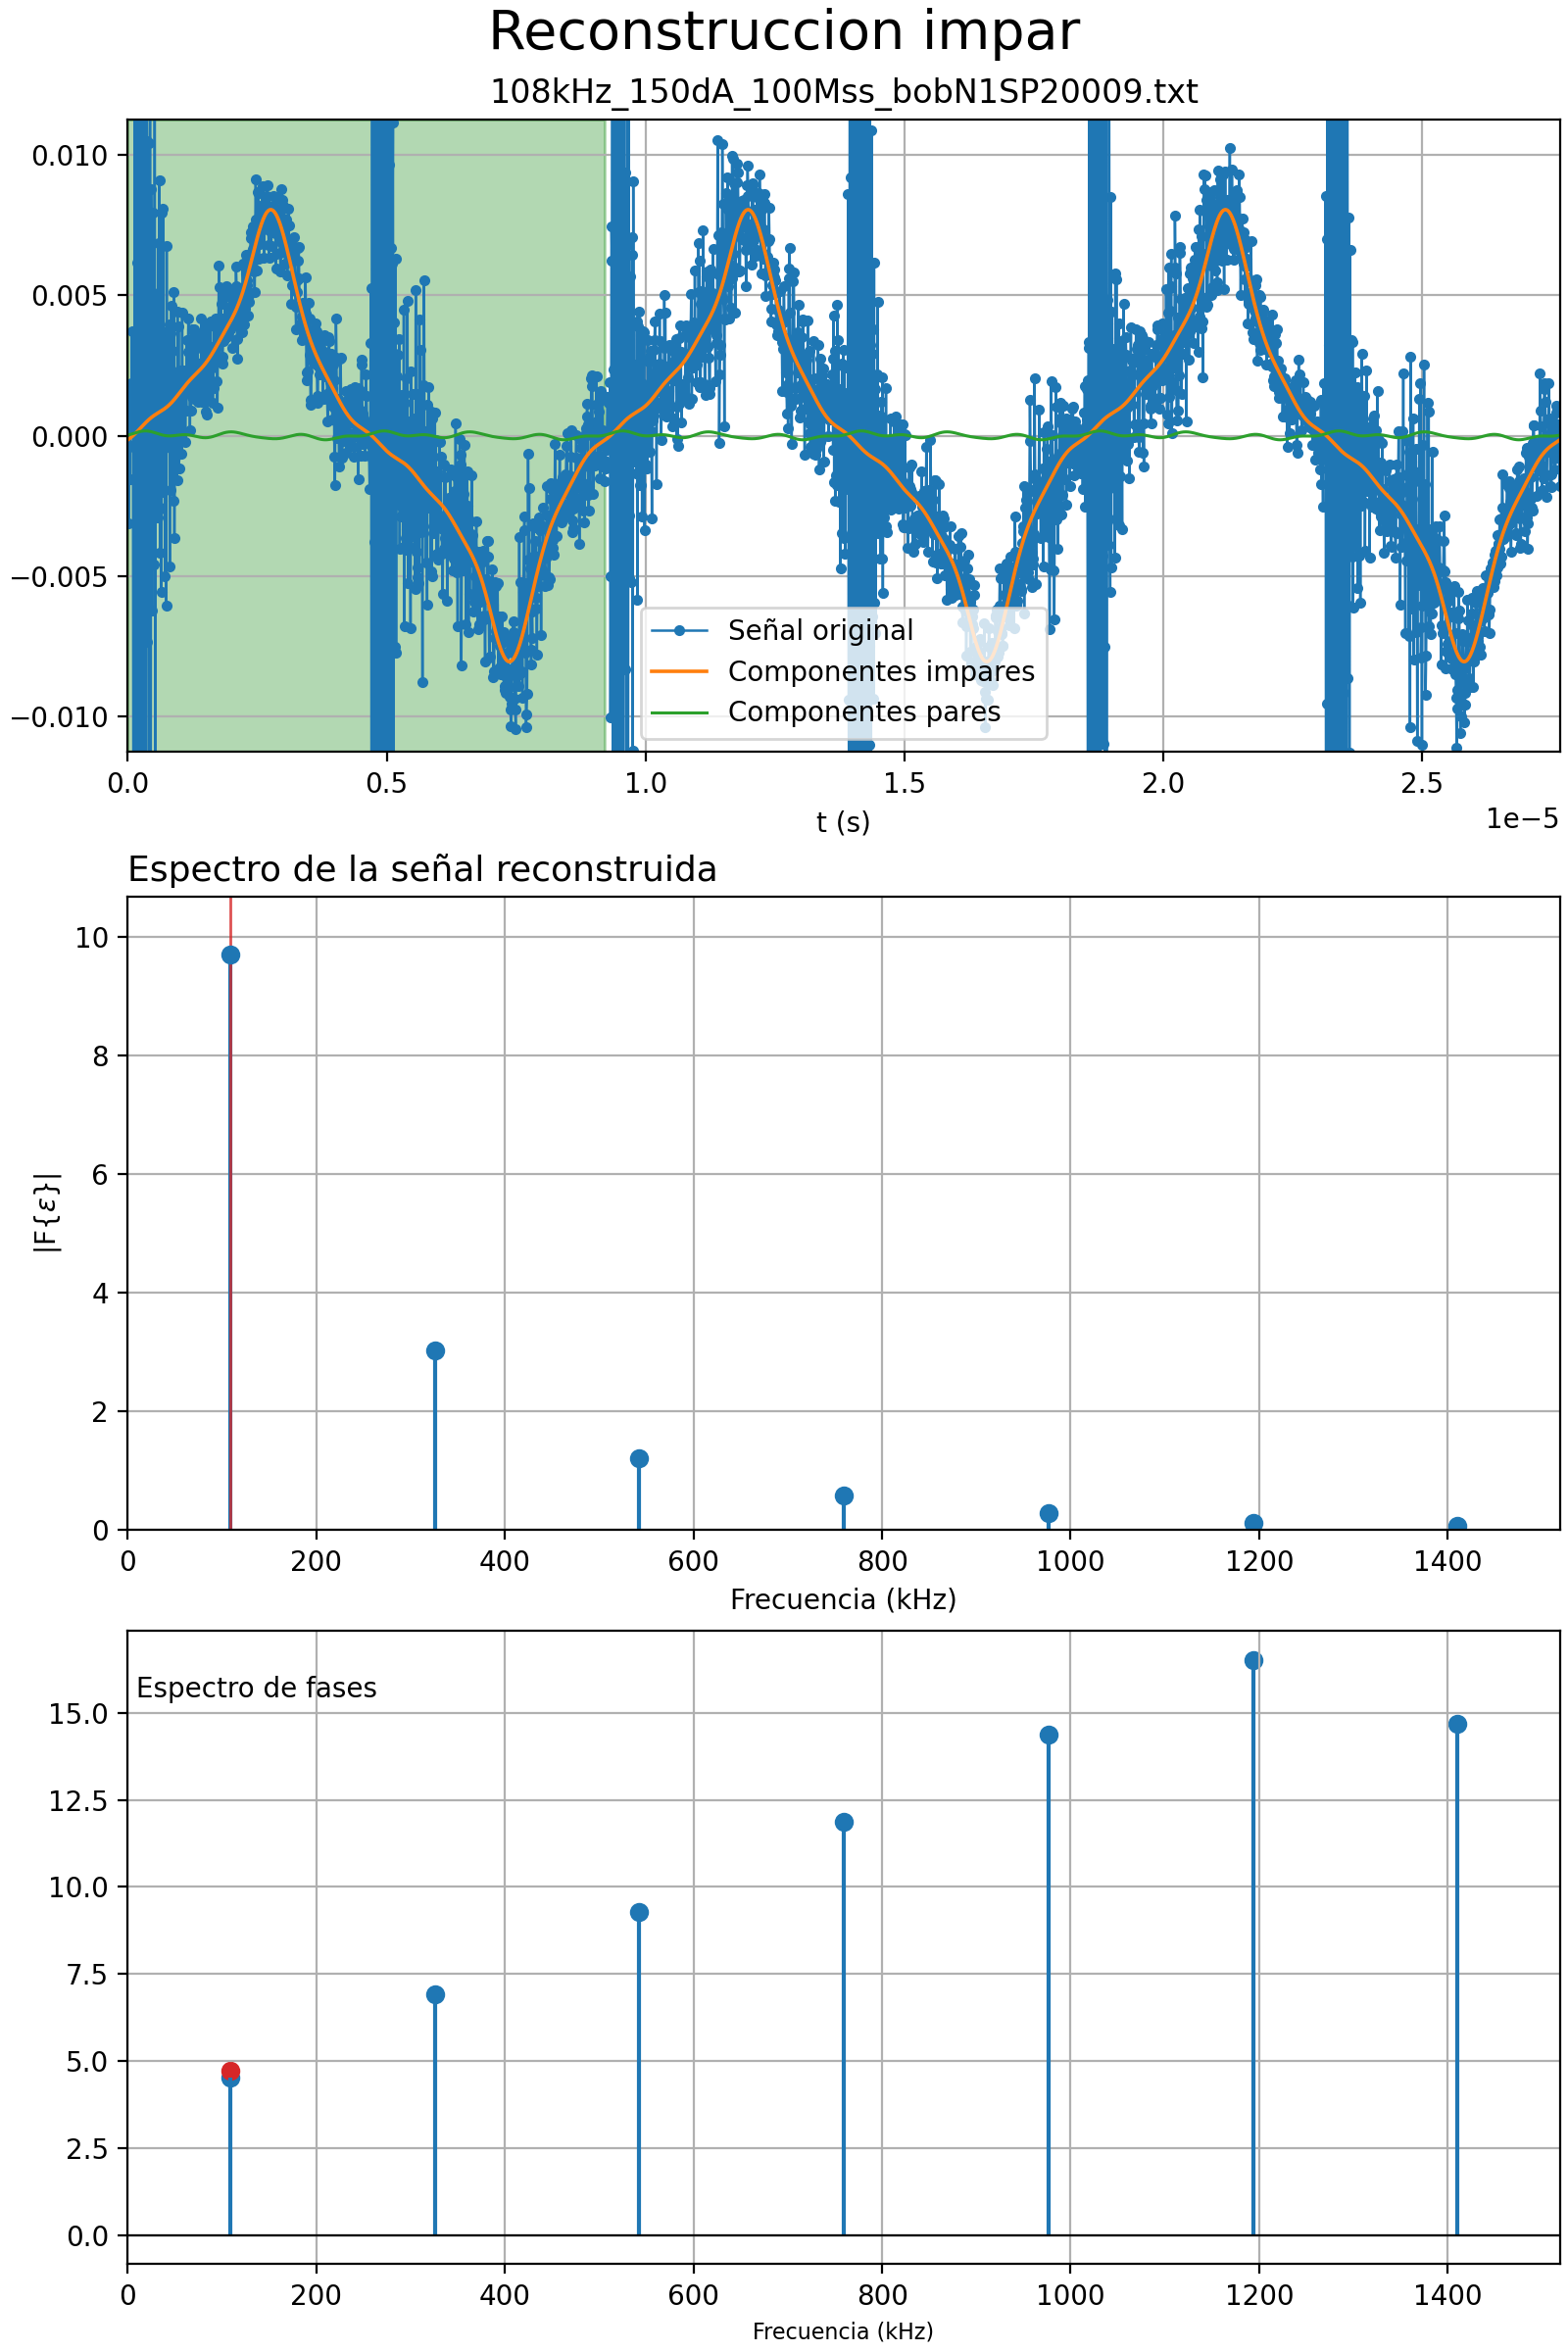 Reconstruccion impar
108kHz_150dA_100Mss_bobN1SP20009.txt
0.010
0.005
0.000
−0.005
−0.010
Señal original
Componentes impares
Componentes pares
0.0 0.5 1.0 1.5 2.0 2.5
1e−5
t (s)
Espectro de la señal reconstruida
10
8
6
4
2
0
|F{ε}|
0 200 400 600 800 1000 1200 1400
Frecuencia (kHz)
Espectro de fases
15.0
12.5
10.0
7.5
5.0
2.5
0.0
0 200 400 600 800 1000 1200 1400
Frecuencia (kHz)